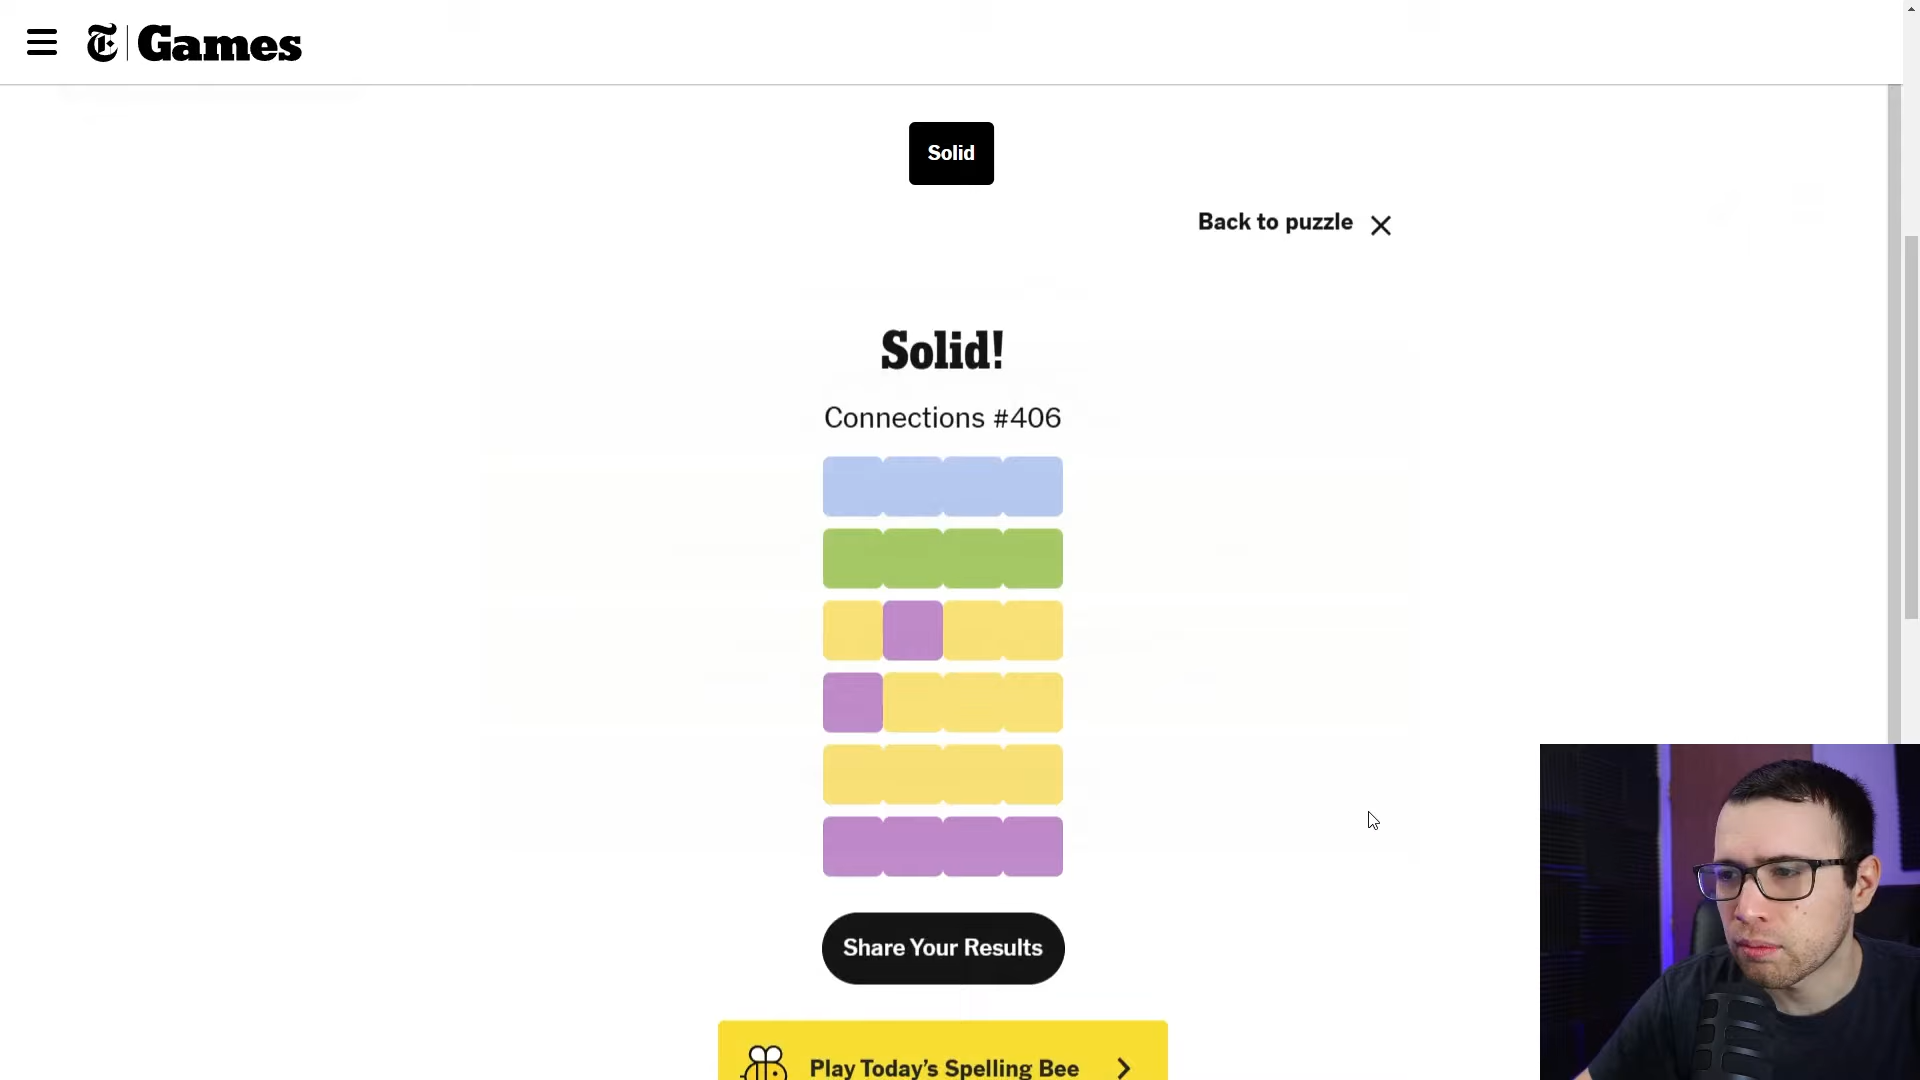 T Games
Solid
Back to puzzle
Solid!
Connections #406
Share Your Results
Play Today's Spelling Bee